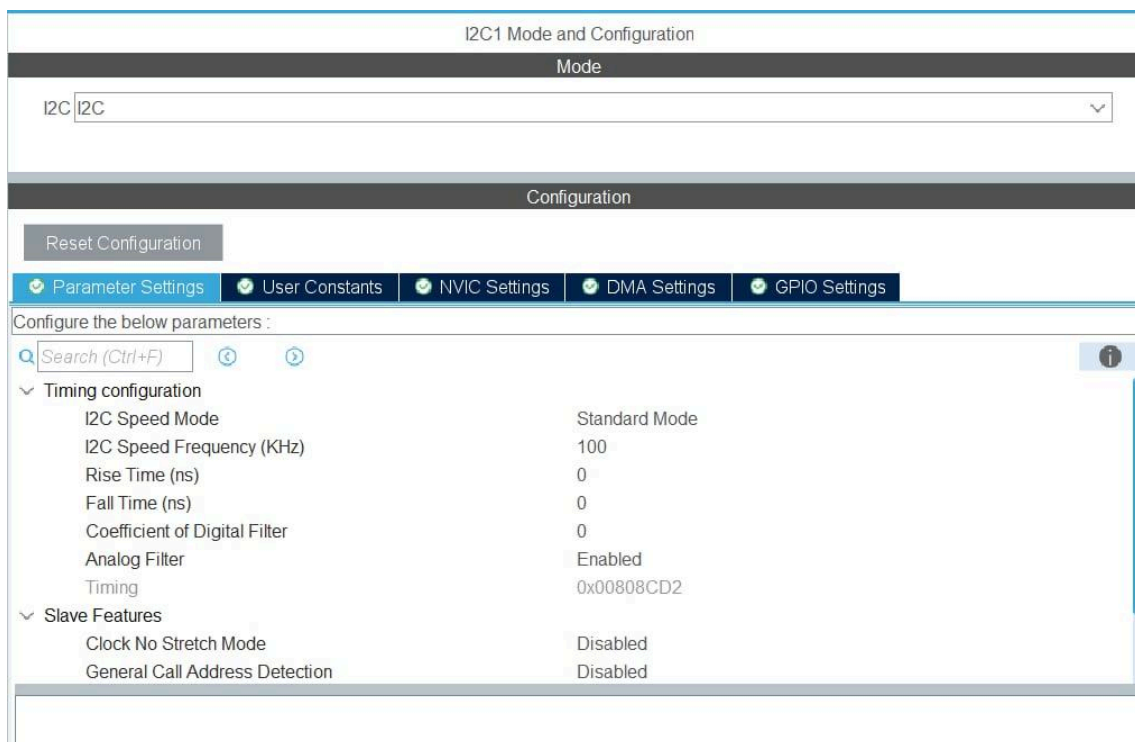 I2C1 Mode and Configuration
Mode
I2C I2C
Configuration
Reset Configuration
Parameter Settings User Constants NVIC Settings DMA Settings GPIO Settings
Configure the below parameters :
Search (Ctrl+F)
Timing configuration
I2C Speed Mode Standard Mode
I2C Speed Frequency (KHz) 100
Rise Time (ns) 0
Fall Time (ns) 0
Coefficient of Digital Filter 0
Analog Filter Enabled
Timing 0x00808CD2
Slave Features
Clock No Stretch Mode Disabled
General Call Address Detection Disabled